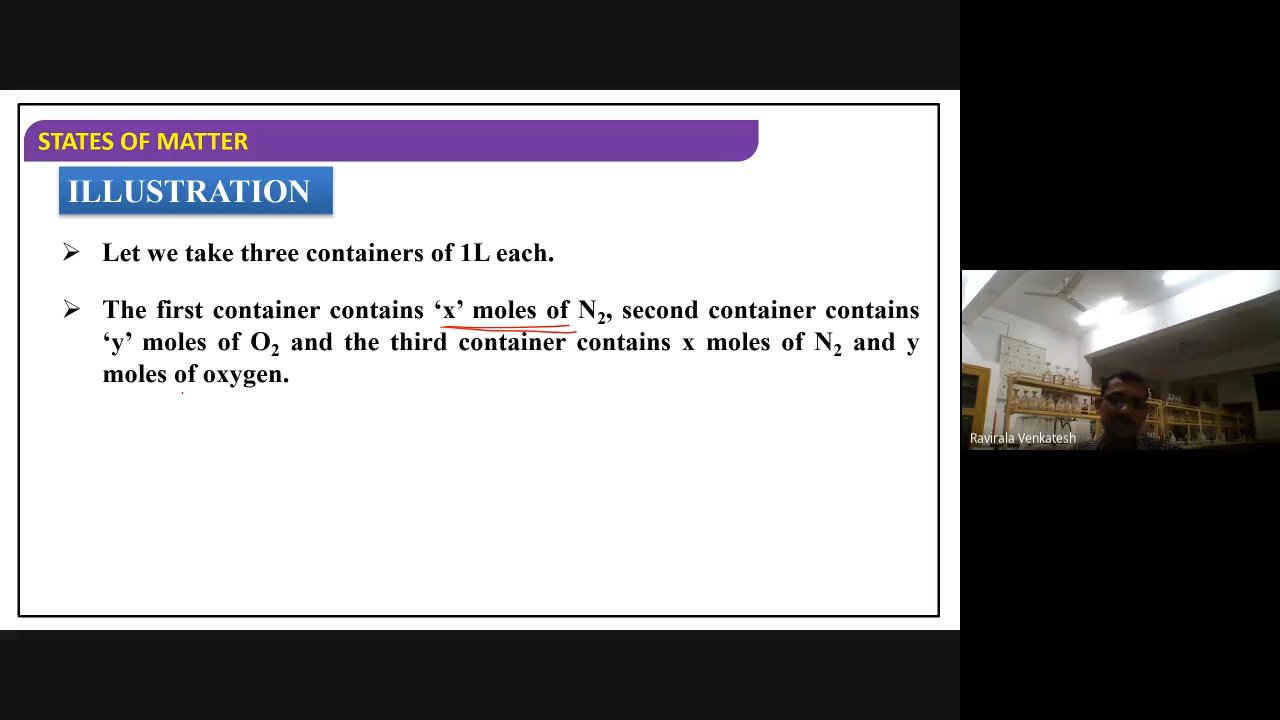 STATES OF MATTER
ILLUSTRATION
➢ Let we take three containers of 1L each.
➢ The first container contains ‘x’ moles of N₂, second container contains
‘y’ moles of O₂ and the third container contains x moles of N₂ and y
moles of oxygen.
Ravirala Venkatesh